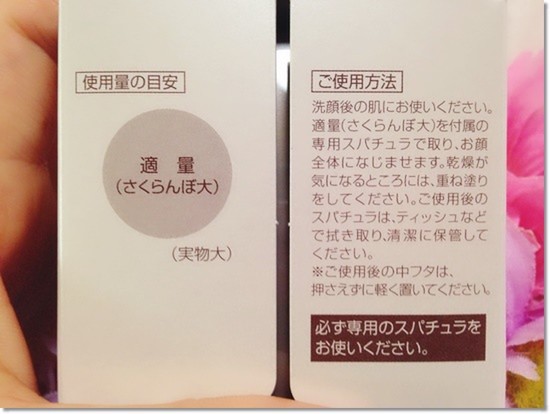 使用量の目安
適 量
(さくらんぼ大)
(実物大)
ご使用方法
洗顔後の肌にお使いください。
適量(さくらんぼ大)を付属の
専用スパチュラで取り、お顔
全体になじませます。乾燥が
気になるところには、重ね塗り
をしてください。ご使用後の
スパチュラは、ティッシュなど
で拭き取り、清潔に保管して
ください。
※ご使用後の中フタは、
押さえずに軽く置いてください。
必ず専用のスパチュラを
お使いください。